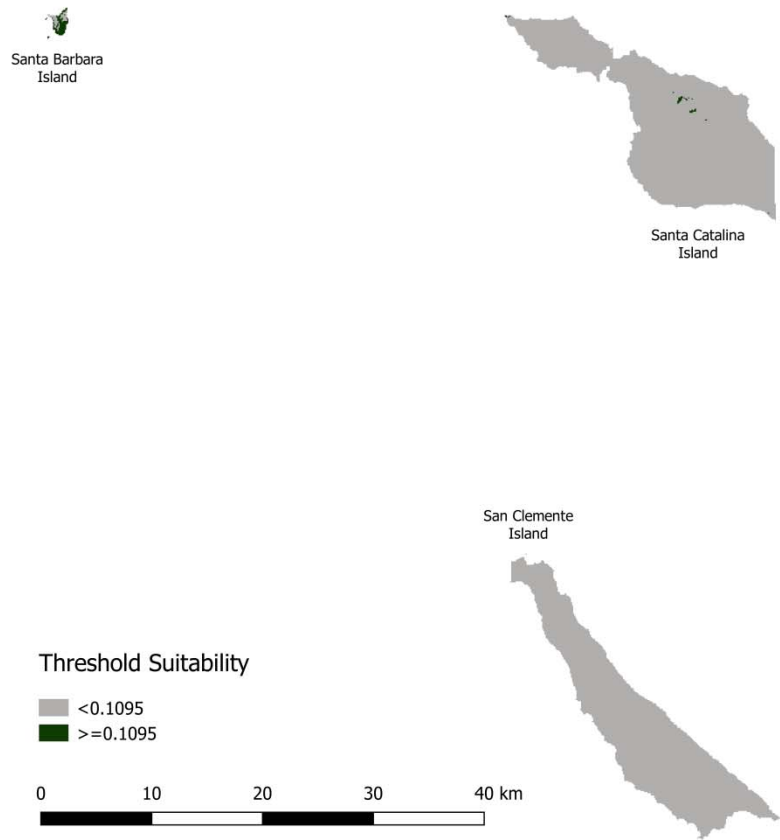 Santa Barbara
Island
Santa Catalina
Island
San Clemente
Island
Threshold Suitability
<0.1095
>=0.1095
0 10 20 30 40 km